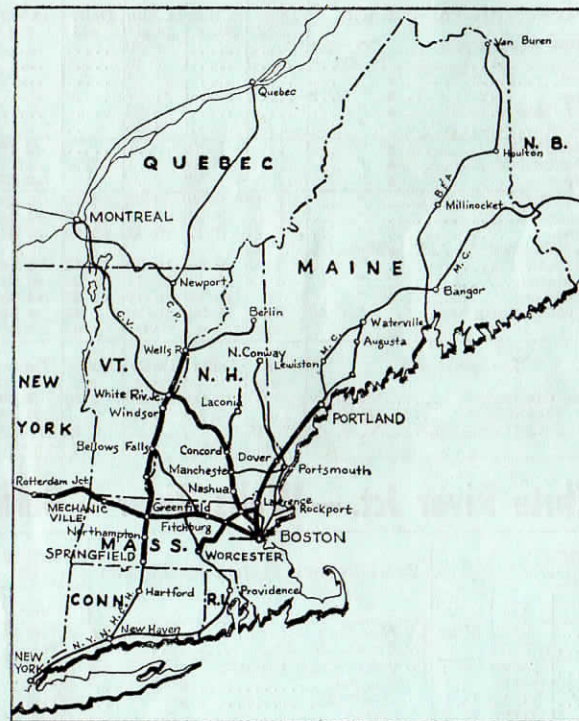 Van Buren
Quebec
QUEBEC
N. B.
Houlton
B & A
Millinocket
MONTREAL
M.C.
MAINE
Newport
Bangor
C.P.
Berlin
Waterville
C.V.
M.C.
Augusta
Wells R.
N. Conway
Lewiston
VT.
N. H.
NEW
YORK
White Riv. Jc.
Windsor
Laconia
PORTLAND
Bellows Falls
Concord
Dover
Manchester
Portsmouth
Rotterdam Jct.
Nashua
Lawrence
MECHANIC
VILLE
Greenfield
Rockport
Fitchburg
Northampton
BOSTON
MASS.
WORCESTER
SPRINGFIELD
CONN.
Hartford
R.I.
Providence
N.Y.N.H.&H.
New Haven
NEW
YORK